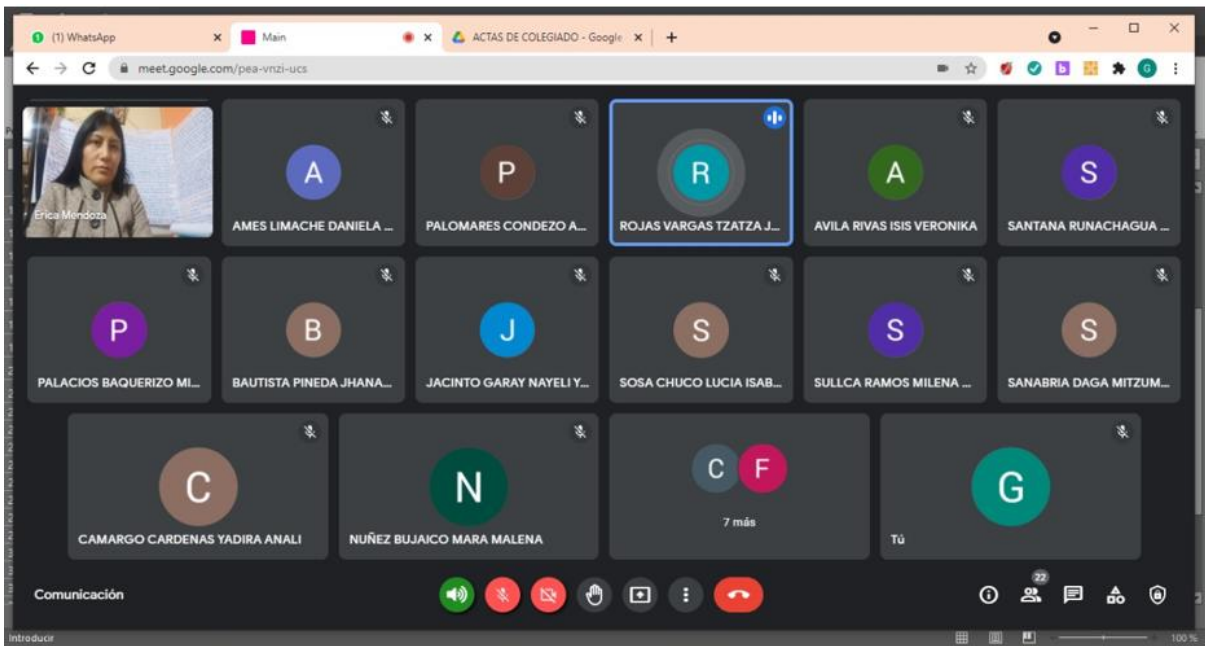 (1) WhatsApp
Main
ACTAS DE COLEGIADO - Google
meet.google.com/pea-vnzi-ucs
Erica Mendoza
A
AMES LIMACHE DANIELA ...
P
PALOMARES CONDEZO A...
R
ROJAS VARGAS TZATZA J...
A
AVILA RIVAS ISIS VERONIKA
S
SANTANA RUNACHAGUA ...
P
PALACIOS BAQUERIZO MI...
B
BAUTISTA PINEDA JHANA...
J
JACINTO GARAY NAYELI Y...
S
SOSA CHUCO LUCIA ISAB...
S
SULLCA RAMOS MILENA ...
S
SANABRIA DAGA MITZUM...
C
CAMARGO CARDENAS YADIRA ANALI
N
NUÑEZ BUJAICO MARA MALENA
C F
7 más
G
Tú
Comunicación
22
Introducir
100 %